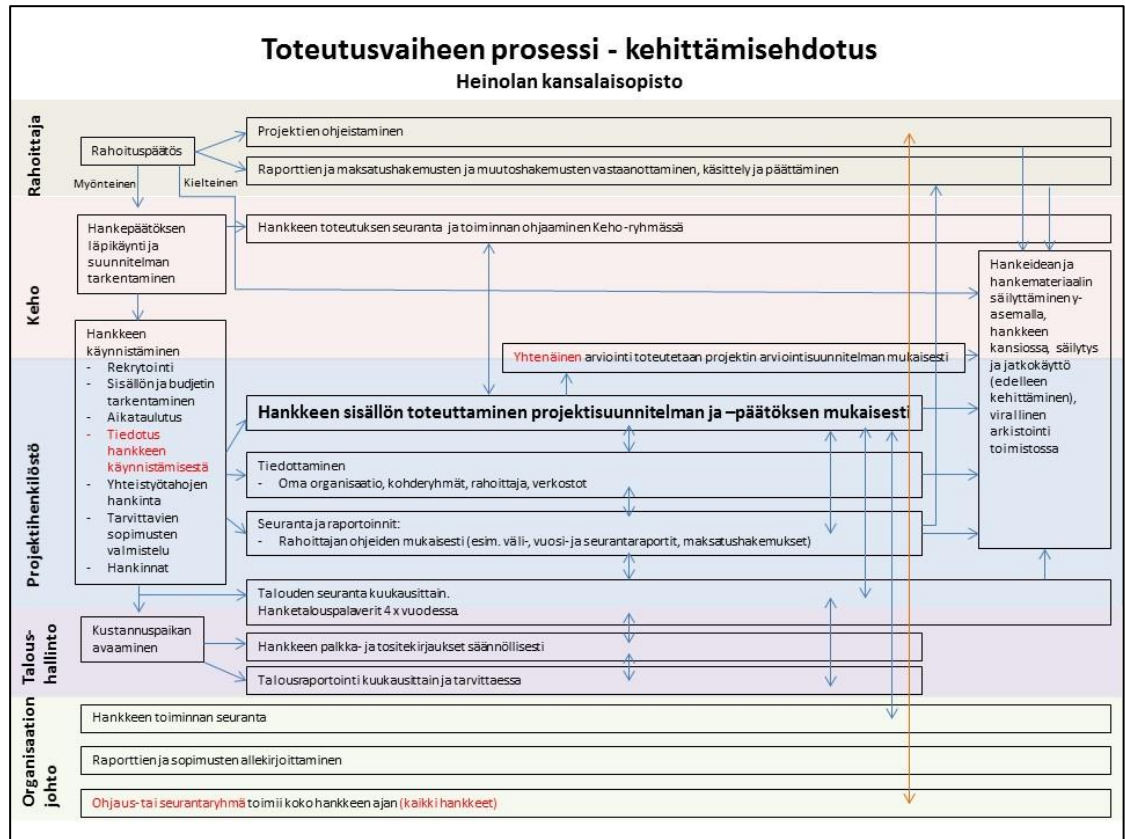 Toteutusvaiheen prosessi - kehittämisehdotus
Heinolan kansalaisopisto
Rahoittaja
Rahoituspäätös
Myönteinen
Kielteinen
Projektien ohjeistaminen
Raporttien ja maksatushakemusten ja muutoshakemusten vastaanottaminen, käsittely ja päättäminen
Keho
Hankepäätöksen
läpikäynti ja
suunnitelman
tarkentaminen
Hankkeen toteutuksen seuranta ja toiminnan ohjaaminen Keho-ryhmässä
Hankeidean ja
hankemateriaalin
säilyttäminen y-
asemalla,
hankkeen
kansiossa, säilytys
ja jatkokäyttö
(edelleen
kehittäminen),
virallinen
arkistointi
toimistossa
Hankkeen
käynnistäminen
- Rekrytointi
- Sisällön ja budjetin
tarkentaminen
- Aikataulutus
- Tiedotus
hankkeen
käynnistämisestä
- Yhteistyötahojen
hankinta
- Tarvittavien
sopimusten
valmistelu
- Hankinnat
Yhtenäinen arviointi toteutetaan projektin arviointisuunnitelman mukaisesti
Projektihenkilöstö
Hankkeen sisällön toteuttaminen projektisuunnitelman ja –päätöksen mukaisesti
Tiedottaminen
- Oma organisaatio, kohderyhmät, rahoittaja, verkostot
Seuranta ja raportoinnit:
- Rahoittajan ohjeiden mukaisesti (esim. väli-, vuosi- ja seurantaraportit, maksatushakemukset)
Talouden seuranta kuukausittain.
Hanketalouspalaverit 4 x vuodessa.
Talous-
hallinto
Kustannuspaikan
avaaminen
Hankkeen palkka- ja tositekirjaukset säännöllisesti
Talousraportointi kuukausittain ja tarvittaessa
Organisaation
johto
Hankkeen toiminnan seuranta
Raporttien ja sopimusten allekirjoittaminen
Ohjaus- tai seurantaryhmä toimii koko hankkeen ajan (kaikki hankkeet)